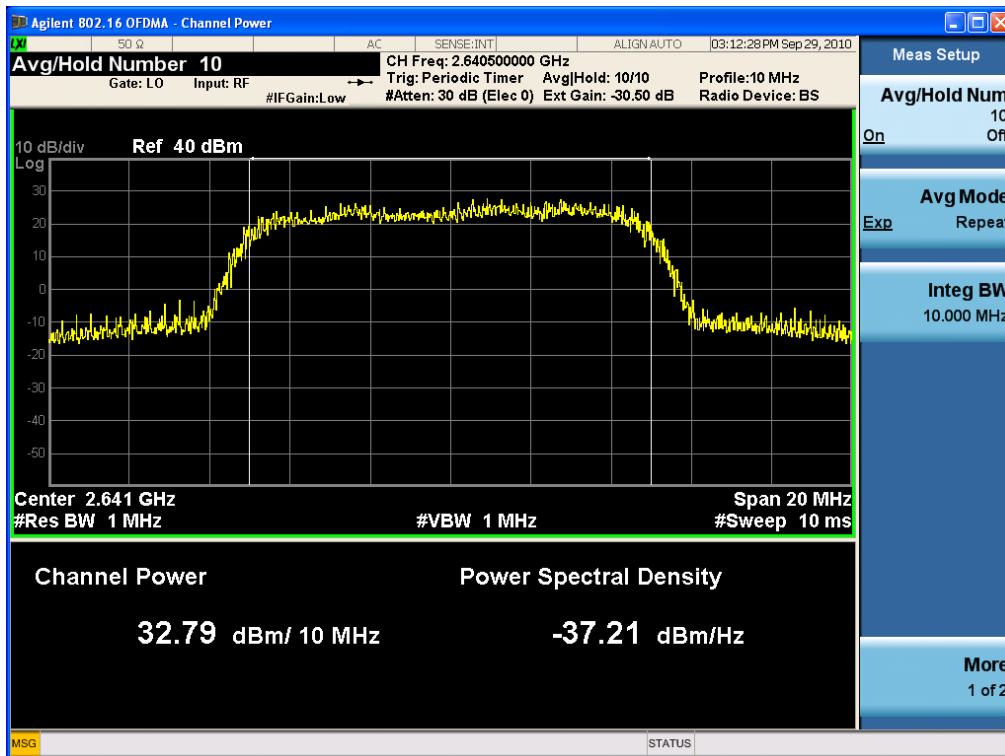 Agilent 802.16 OFDMA - Channel Power
LXI 50 Ω AC SENSE:INT ALIGN AUTO 03:12:28 PM Sep 29, 2010
Avg/Hold Number 10
CH Freq: 2.640500000 GHz
Gate: LO Input: RF Trig: Periodic Timer Avg|Hold: 10/10 Profile:10 MHz
#IFGain:Low #Atten: 30 dB (Elec 0) Ext Gain: -30.50 dB Radio Device: BS
10 dB/div Ref 40 dBm
Log
30
20
10
0
-10
-20
-30
-40
-50
Center 2.641 GHz Span 20 MHz
#Res BW 1 MHz #VBW 1 MHz #Sweep 10 ms
Channel Power Power Spectral Density
32.79 dBm/ 10 MHz -37.21 dBm/Hz
MSG STATUS
Meas Setup
Avg/Hold Num
10
On Off
Avg Mode
Exp Repeat
Integ BW
10.000 MHz
More
1 of 2